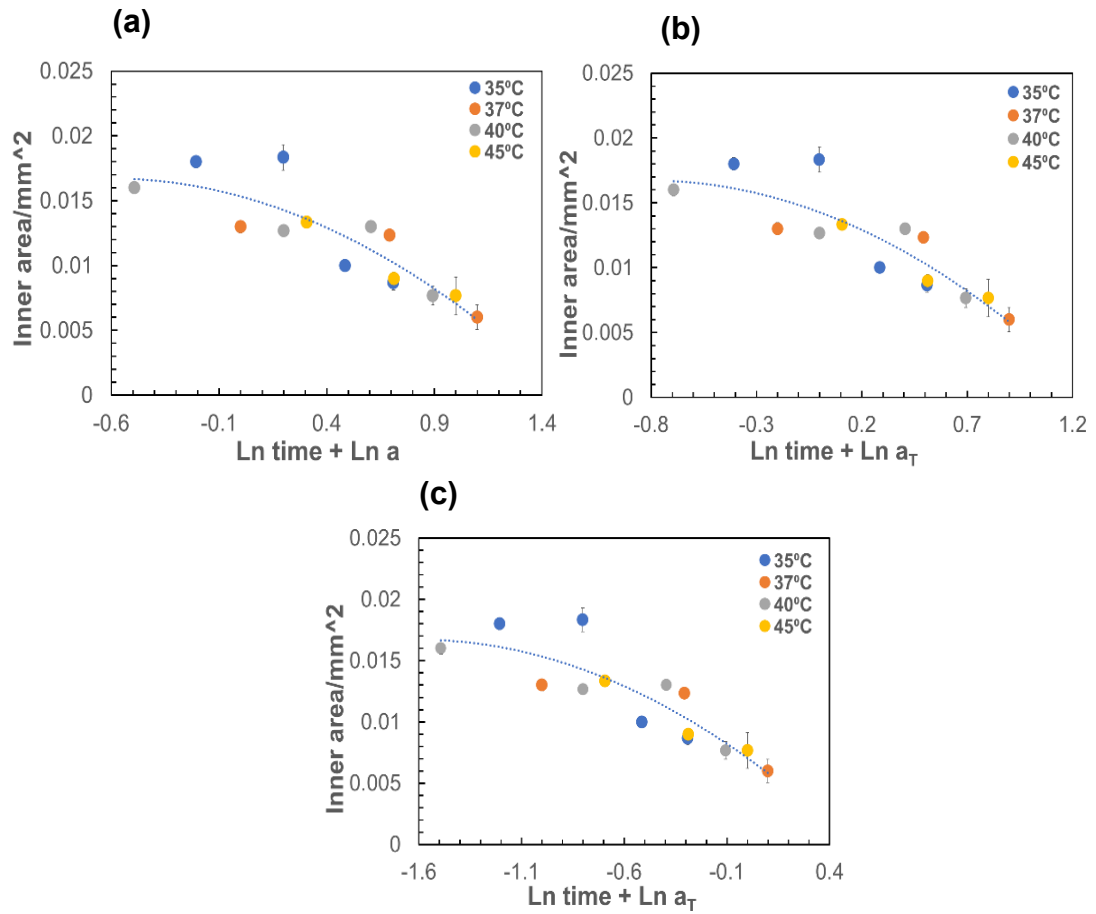 (a)
Inner area/mm^2
0.025
0.02
0.015
0.01
0.005
0
35ºC
37ºC
40ºC
45ºC
-0.6
-0.1
0.4
0.9
1.4
Ln time + Ln a
(b)
Inner area/mm^2
0.025
0.02
0.015
0.01
0.005
0
35ºC
37ºC
40ºC
45ºC
-0.8
-0.3
0.2
0.7
1.2
Ln time + Ln aT
(c)
Inner area/mm^2
0.025
0.02
0.015
0.01
0.005
0
35ºC
37ºC
40ºC
45ºC
-1.6
-1.1
-0.6
-0.1
0.4
Ln time + Ln aT